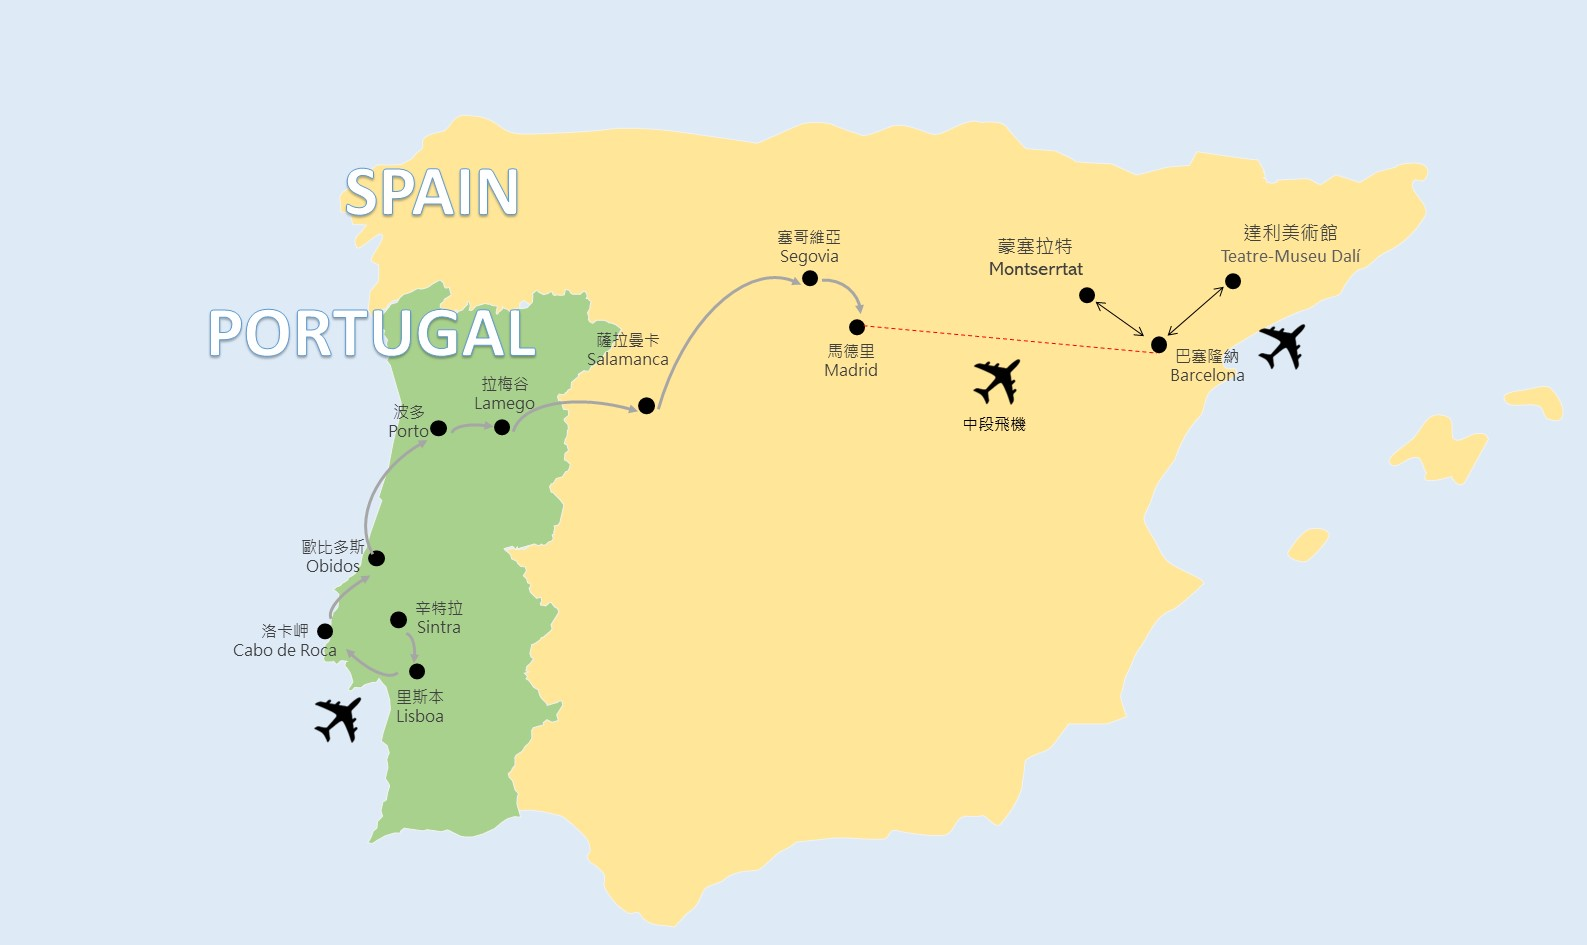 SPAIN
PORTUGAL
塞哥維亞
Segovia
蒙塞拉特
Montserrtat
達利美術館
Teatre-Museu Dalí
薩拉曼卡
Salamanca
馬德里
Madrid
巴塞隆納
Barcelona
中段飛機
拉梅谷
Lamego
波多
Porto
歐比多斯
Obidos
辛特拉
Sintra
洛卡岬
Cabo de Roca
里斯本
Lisboa